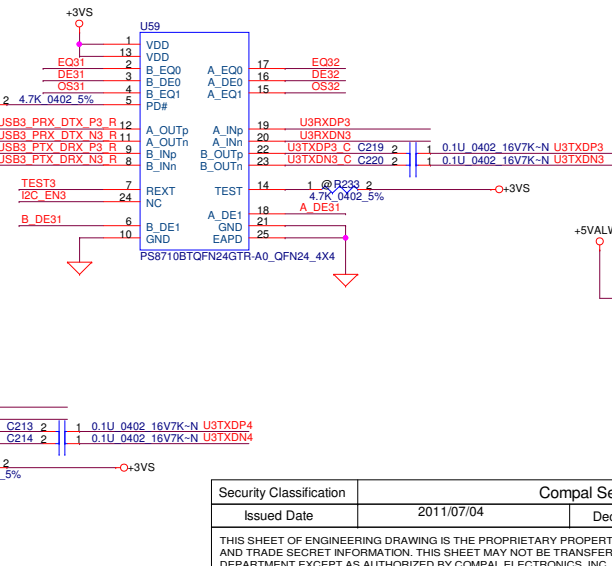 +3VS
U59
1 VDD
13 VDD
EQ31 2 B_EQ0 A_EQ0 17 EQ32
DE31 3 B_DE0 A_DE0 16 DE32
OS31 4 B_EQ1 A_EQ1 15 OS32
2 4.7K_0402_5% 5 PD#
USB3_PRX_DTX_P3_R 12 A_OUTp A_INp 19 U3RXDP3
USB3_PRX_DTX_N3_R 11 A_OUTn A_INn 20 U3RXDN3
USB3_PTX_DRX_P3_R 9 B_INp B_OUTp 22 U3TXDP3_C C219 2 1 0.1U_0402_16V7K~N U3TXDP3
USB3_PTX_DRX_N3_R 8 B_INn B_OUTn 23 U3TXDN3_C C220 2 1 0.1U_0402_16V7K~N U3TXDN3
TEST3 7 REXT TEST 14 1 @ R233 2 +3VS
4.7K_0402_5%
I2C_EN3 24 NC
A_DE1 18 A_DE31
B_DE31 6 B_DE1 GND 21
10 GND EAPD 25
PS8710BTQFN24GTR-A0_QFN24_4X4
+5VALW
C213 2 1 0.1U_0402_16V7K~N U3TXDP4
C214 2 1 0.1U_0402_16V7K~N U3TXDN4
2 +3VS
5%
Security Classification Compal Se
Issued Date 2011/07/04 Dec
THIS SHEET OF ENGINEERING DRAWING IS THE PROPRIETARY PROPERT
AND TRADE SECRET INFORMATION. THIS SHEET MAY NOT BE TRANSFER
DEPARTMENT EXCEPT AS AUTHORIZED BY COMPAL ELECTRONICS, INC.